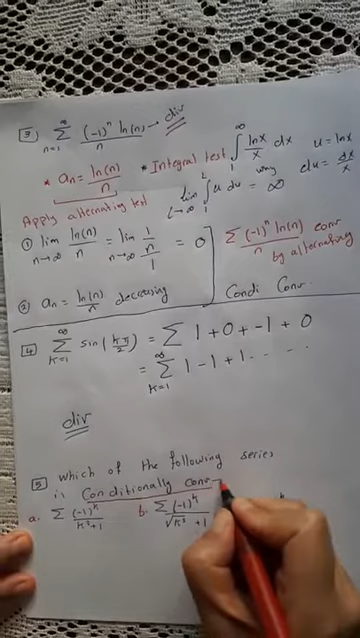 3 ∞ Σ n=1 (-1)^n ln(n) / n → div
* a_n = ln(n)/n * Integral test ∫_1^∞ ln x / x dx u = ln x
lim L→∞ ∫_1^L u du = ∞ du = dx/x
Apply alternating test
① lim n→∞ ln(n)/n = lim n→∞ (1/n)/1 = 0 Σ (-1)^n ln(n) / n conv by alternating
② a_n = ln(n)/n decreasing Condi Conv.
4 ∞ Σ k=1 sin(kπ/2) = Σ 1 + 0 + -1 + 0
= ∞ Σ k=1 1 - 1 + 1 . . . .
div
5 which of the following series
is Conditionally conv
a. Σ (-1)^k / k³+1 b. Σ (-1)^k / √k³ +1